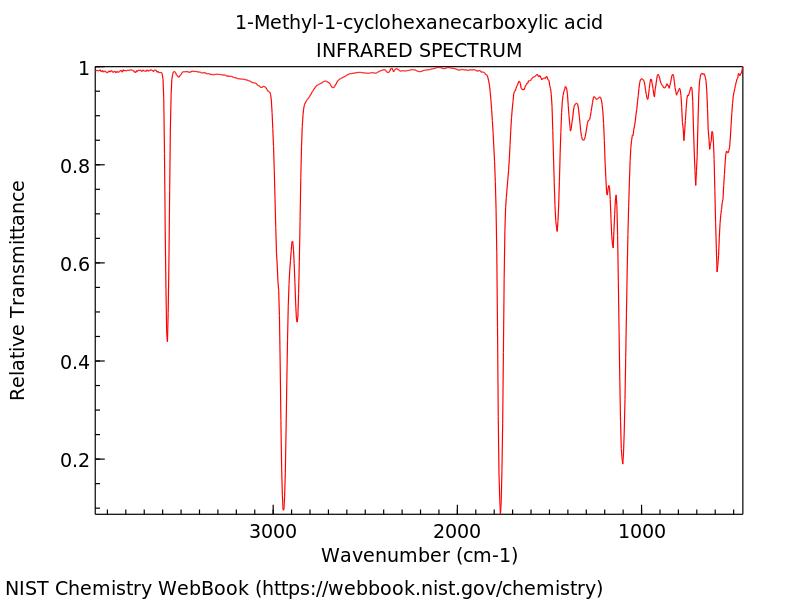 1-Methyl-1-cyclohexanecarboxylic acid
INFRARED SPECTRUM
1
0.8
0.6
0.4
0.2
Relative Transmittance
3000 2000 1000
Wavenumber (cm-1)
NIST Chemistry WebBook (https://webbook.nist.gov/chemistry)